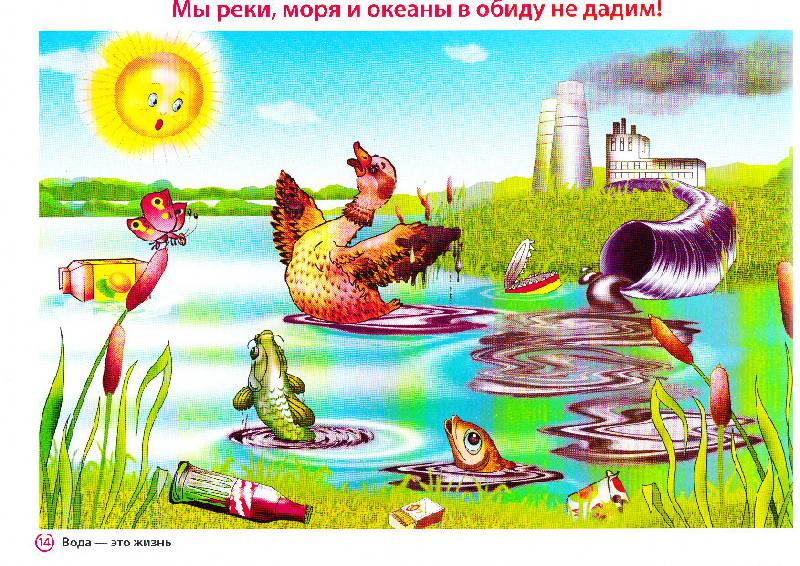 Мы реки, моря и океаны в обиду не дадим!
14 Вода — это жизнь